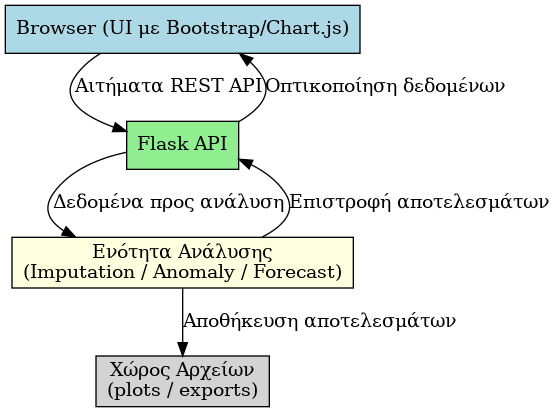 Browser (UI με Bootstrap/Chart.js)
Αιτήματα REST API
Οπτικοποίηση δεδομένων
Flask API
Δεδομένα προς ανάλυση
Επιστροφή αποτελεσμάτων
Ενότητα Ανάλυσης
(Imputation / Anomaly / Forecast)
Αποθήκευση αποτελεσμάτων
Χώρος Αρχείων
(plots / exports)